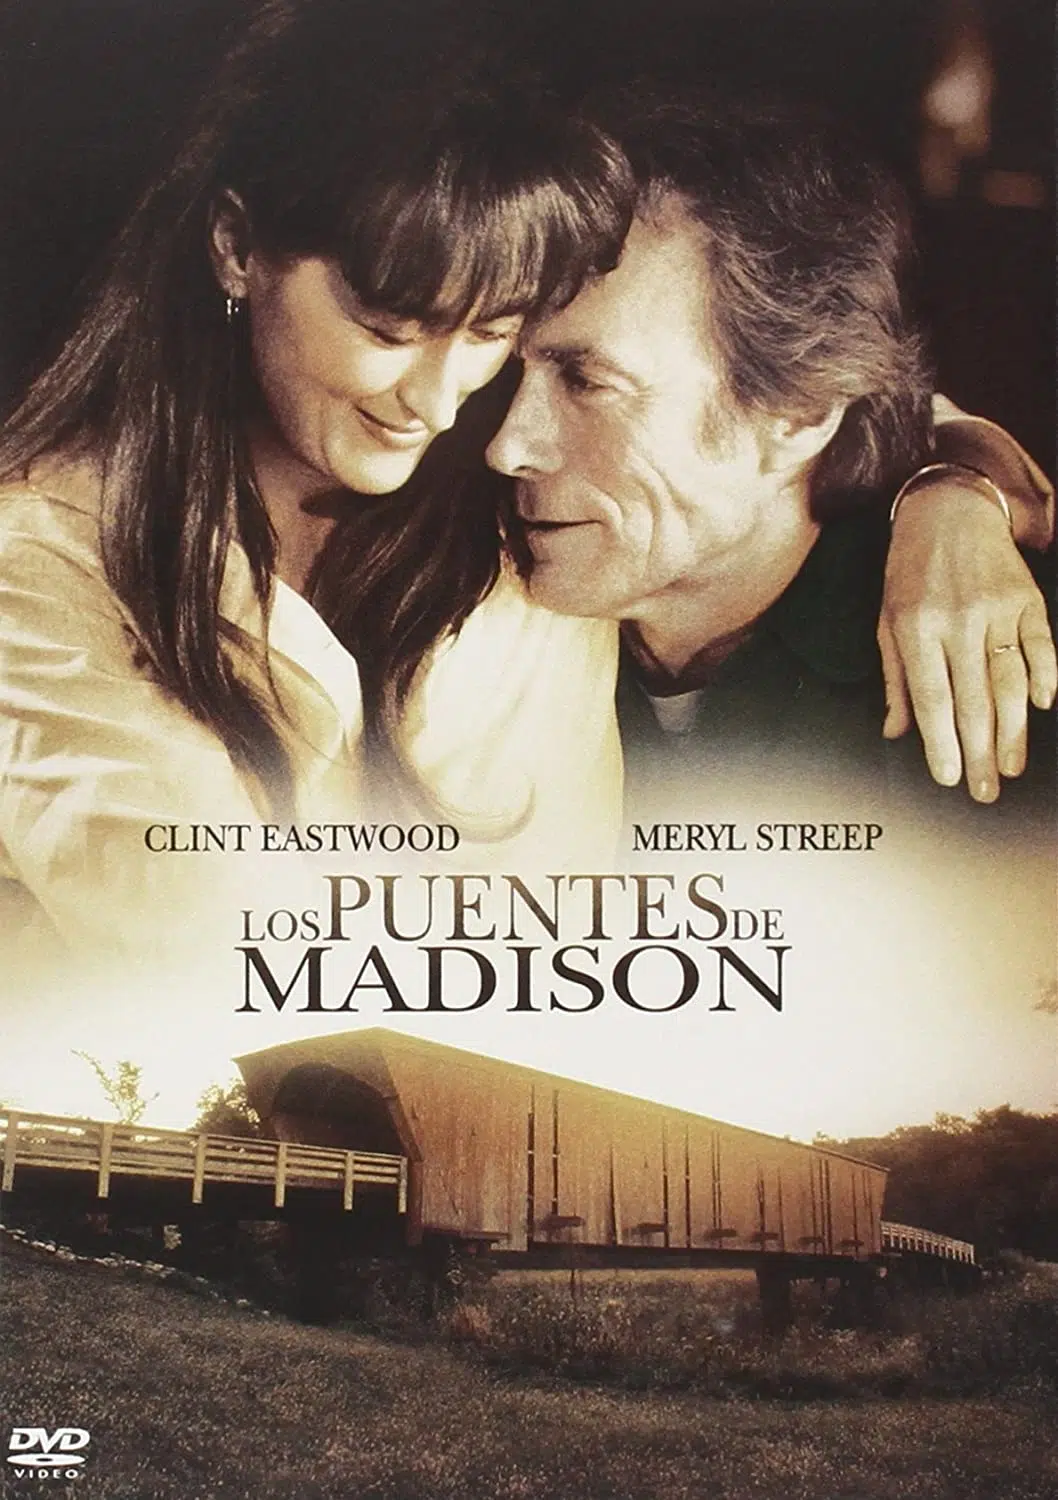 CLINT EASTWOOD MERYL STREEP
LOS PUENTES DE
MADISON
DVD
VIDEO